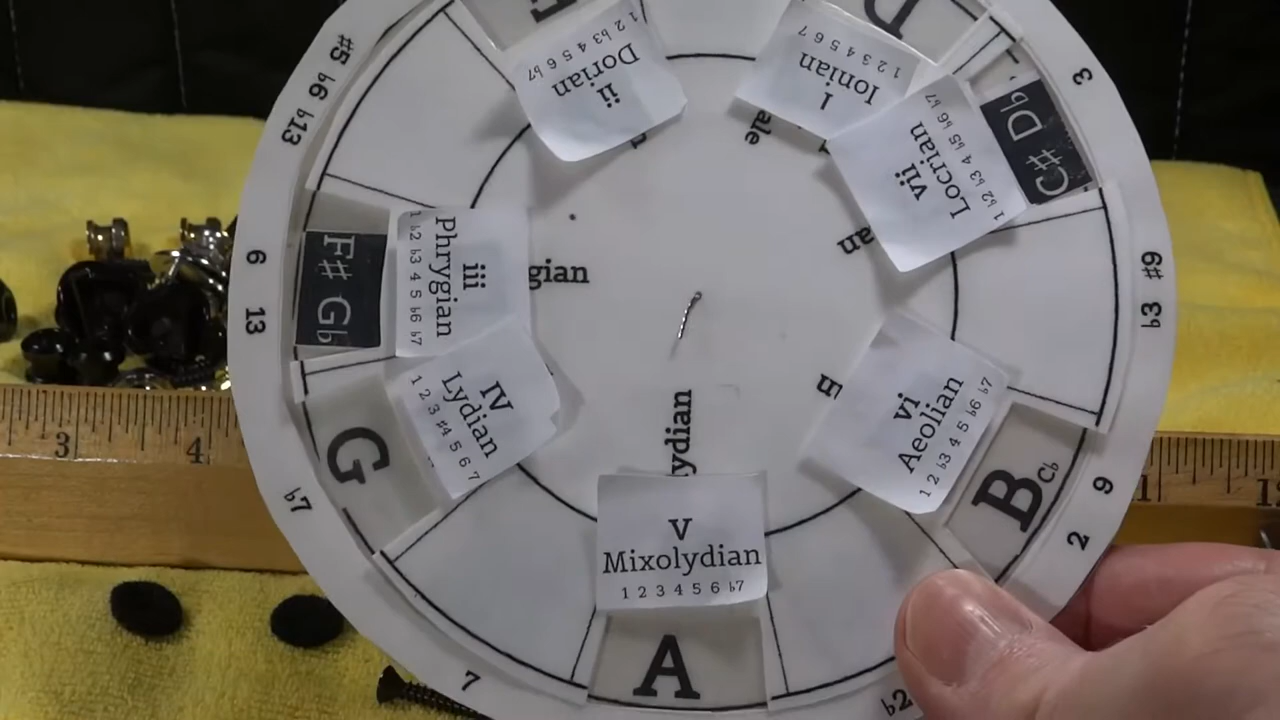 E
ii
Dorian
1 2 b3 4 5 6 b7
D
I
Ionian
1 2 3 4 5 6 7
C# Db
vii
Locrian
1 b2 b3 4 b5 b6 b7
F# Gb
iii
Phrygian
1 b2 b3 4 5 b6 b7
G
IV
Lydian
1 2 3 #4 5 6 7
A
V
Mixolydian
1 2 3 4 5 6 b7
B Cb
vi
Aeolian
1 2 b3 4 5 b6 b7
gian
ydian
ale
an
#5 b6 b13
6 13
b7
7
b2
2 9
#9 b3
3
3 4